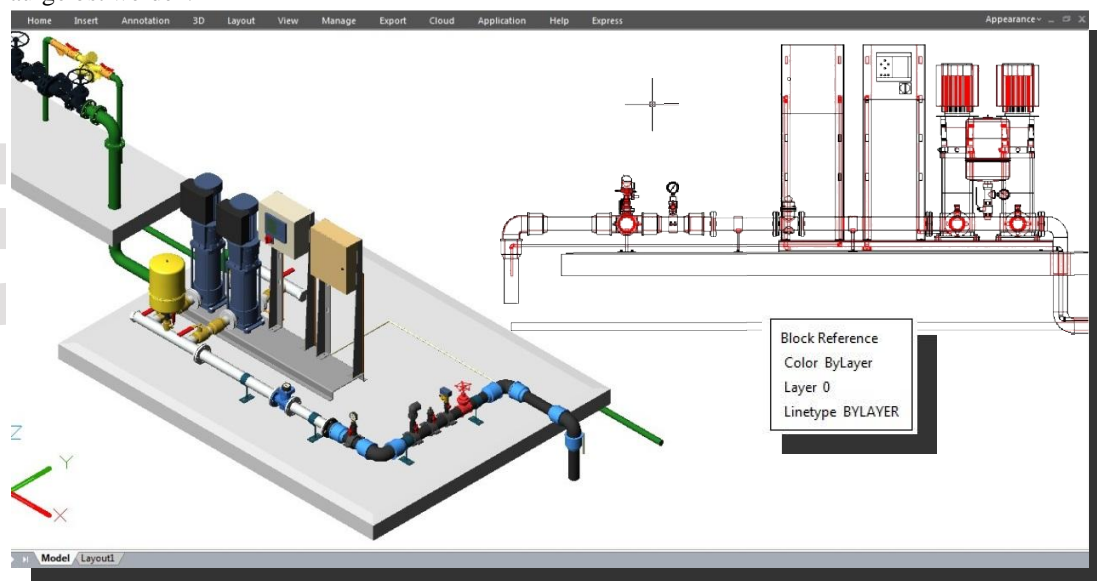 Home Insert Annotation 3D Layout View Manage Export Cloud Application Help Express Appearance
Block Reference
Color ByLayer
Layer 0
Linetype BYLAYER
Z
Y
X
Model Layout1